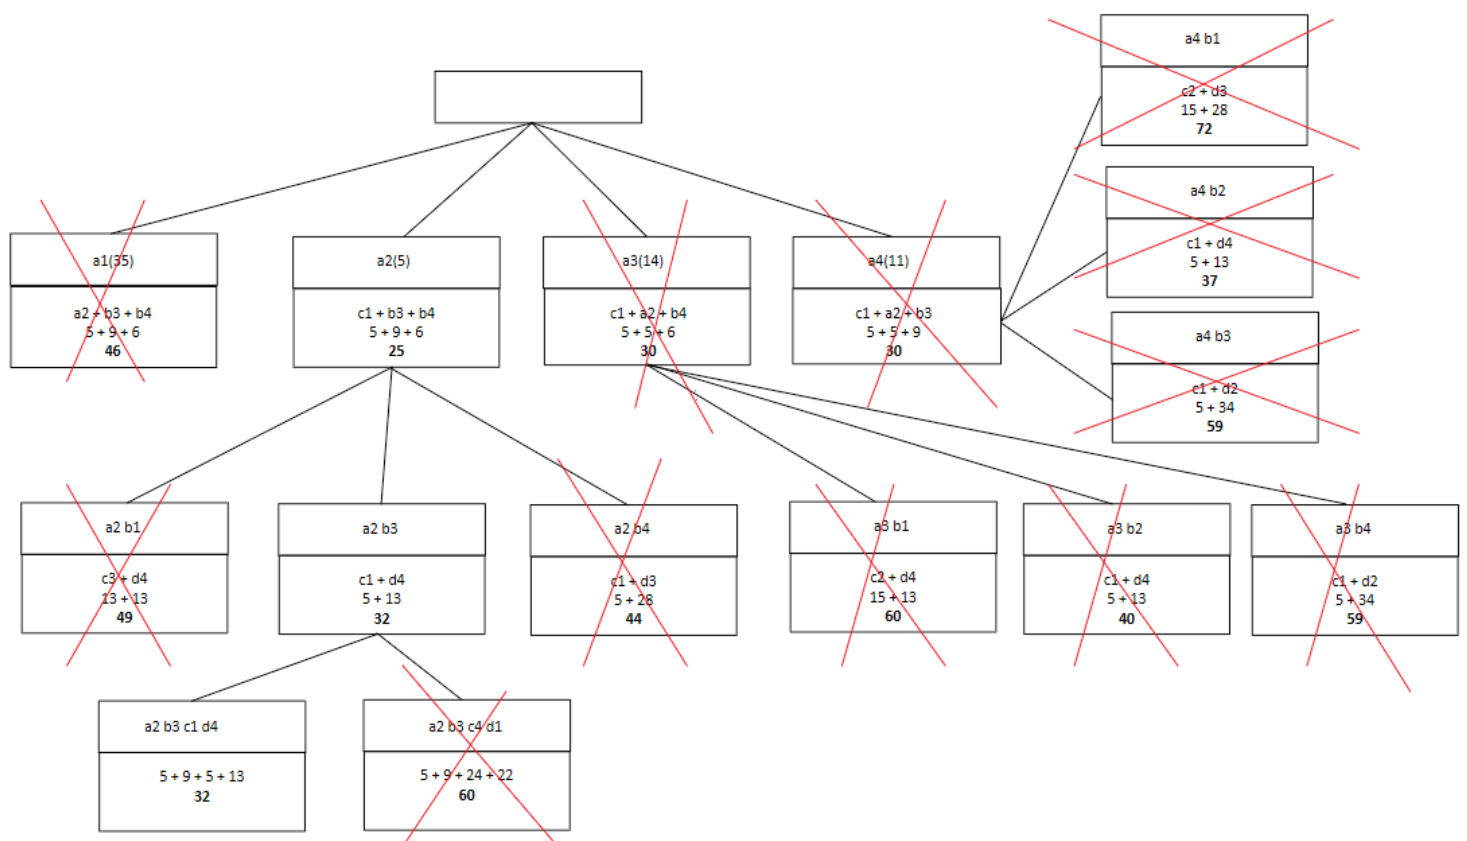 a4 b1
c2 + d3
15 + 28
72
a4 b2
c1 + d4
5 + 13
37
a4 b3
c1 + d2
5 + 34
59
a1(35)
a2 + b3 + b4
5 + 9 + 6
46
a2(5)
c1 + b3 + b4
5 + 9 + 6
25
a3(14)
c1 + a2 + b4
5 + 5 + 6
30
a4(11)
c1 + a2 + b3
5 + 5 + 9
30
a2 b1
c3 + d4
13 + 13
49
a2 b3
c1 + d4
5 + 13
32
a2 b4
c1 + d3
5 + 28
44
a3 b1
c2 + d4
15 + 13
60
a3 b2
c1 + d4
5 + 13
40
a3 b4
c1 + d2
5 + 34
59
a2 b3 c1 d4
5 + 9 + 5 + 13
32
a2 b3 c4 d1
5 + 9 + 24 + 22
60